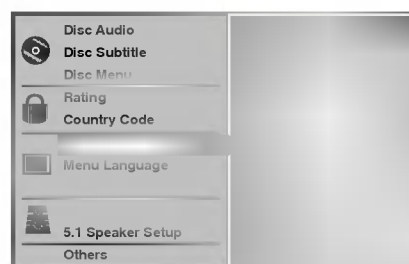 Disc Audio
Disc Subtitle
Disc Menu
Rating
Country Code
Menu Language
5.1 Speaker Setup
Others